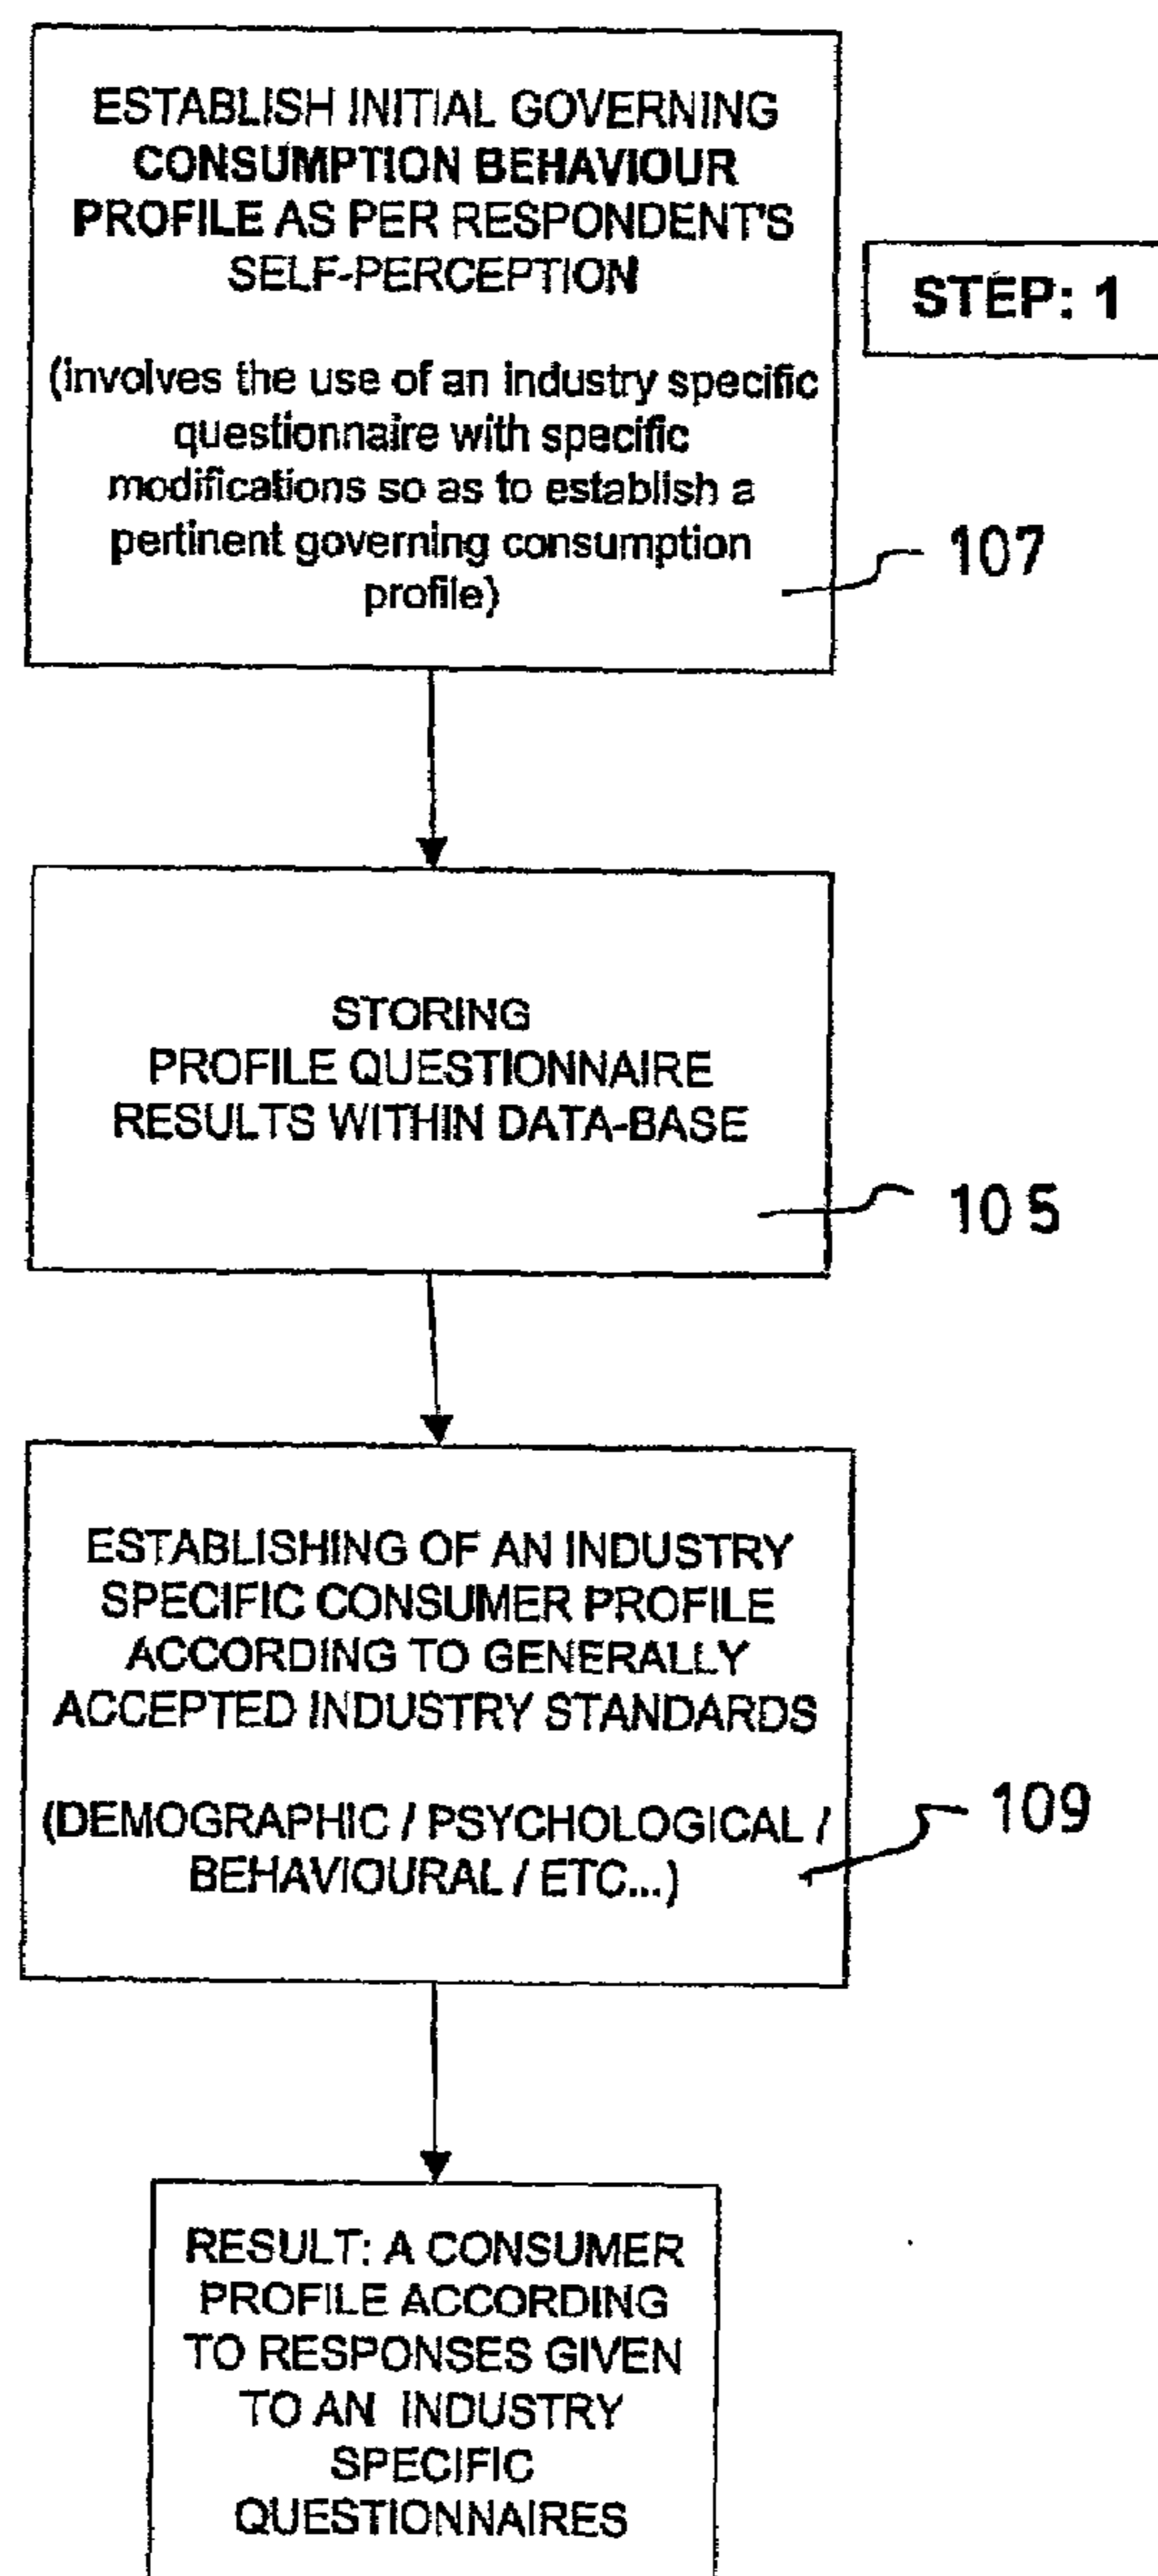 ESTABLISH INITIAL GOVERNING
CONSUMPTION BEHAVIOUR
PROFILE AS PER RESPONDENT'S
SELF-PERCEPTION
(involves the use of an industry specific
questionnaire with specific
modifications so as to establish a
pertinent governing consumption
profile)
STEP: 1
107
STORING
PROFILE QUESTIONNAIRE
RESULTS WITHIN DATA-BASE
105
ESTABLISHING OF AN INDUSTRY
SPECIFIC CONSUMER PROFILE
ACCORDING TO GENERALLY
ACCEPTED INDUSTRY STANDARDS
(DEMOGRAPHIC / PSYCHOLOGICAL /
BEHAVIOURAL / ETC...)
109
RESULT: A CONSUMER
PROFILE ACCORDING
TO RESPONSES GIVEN
TO AN INDUSTRY
SPECIFIC
QUESTIONNAIRES